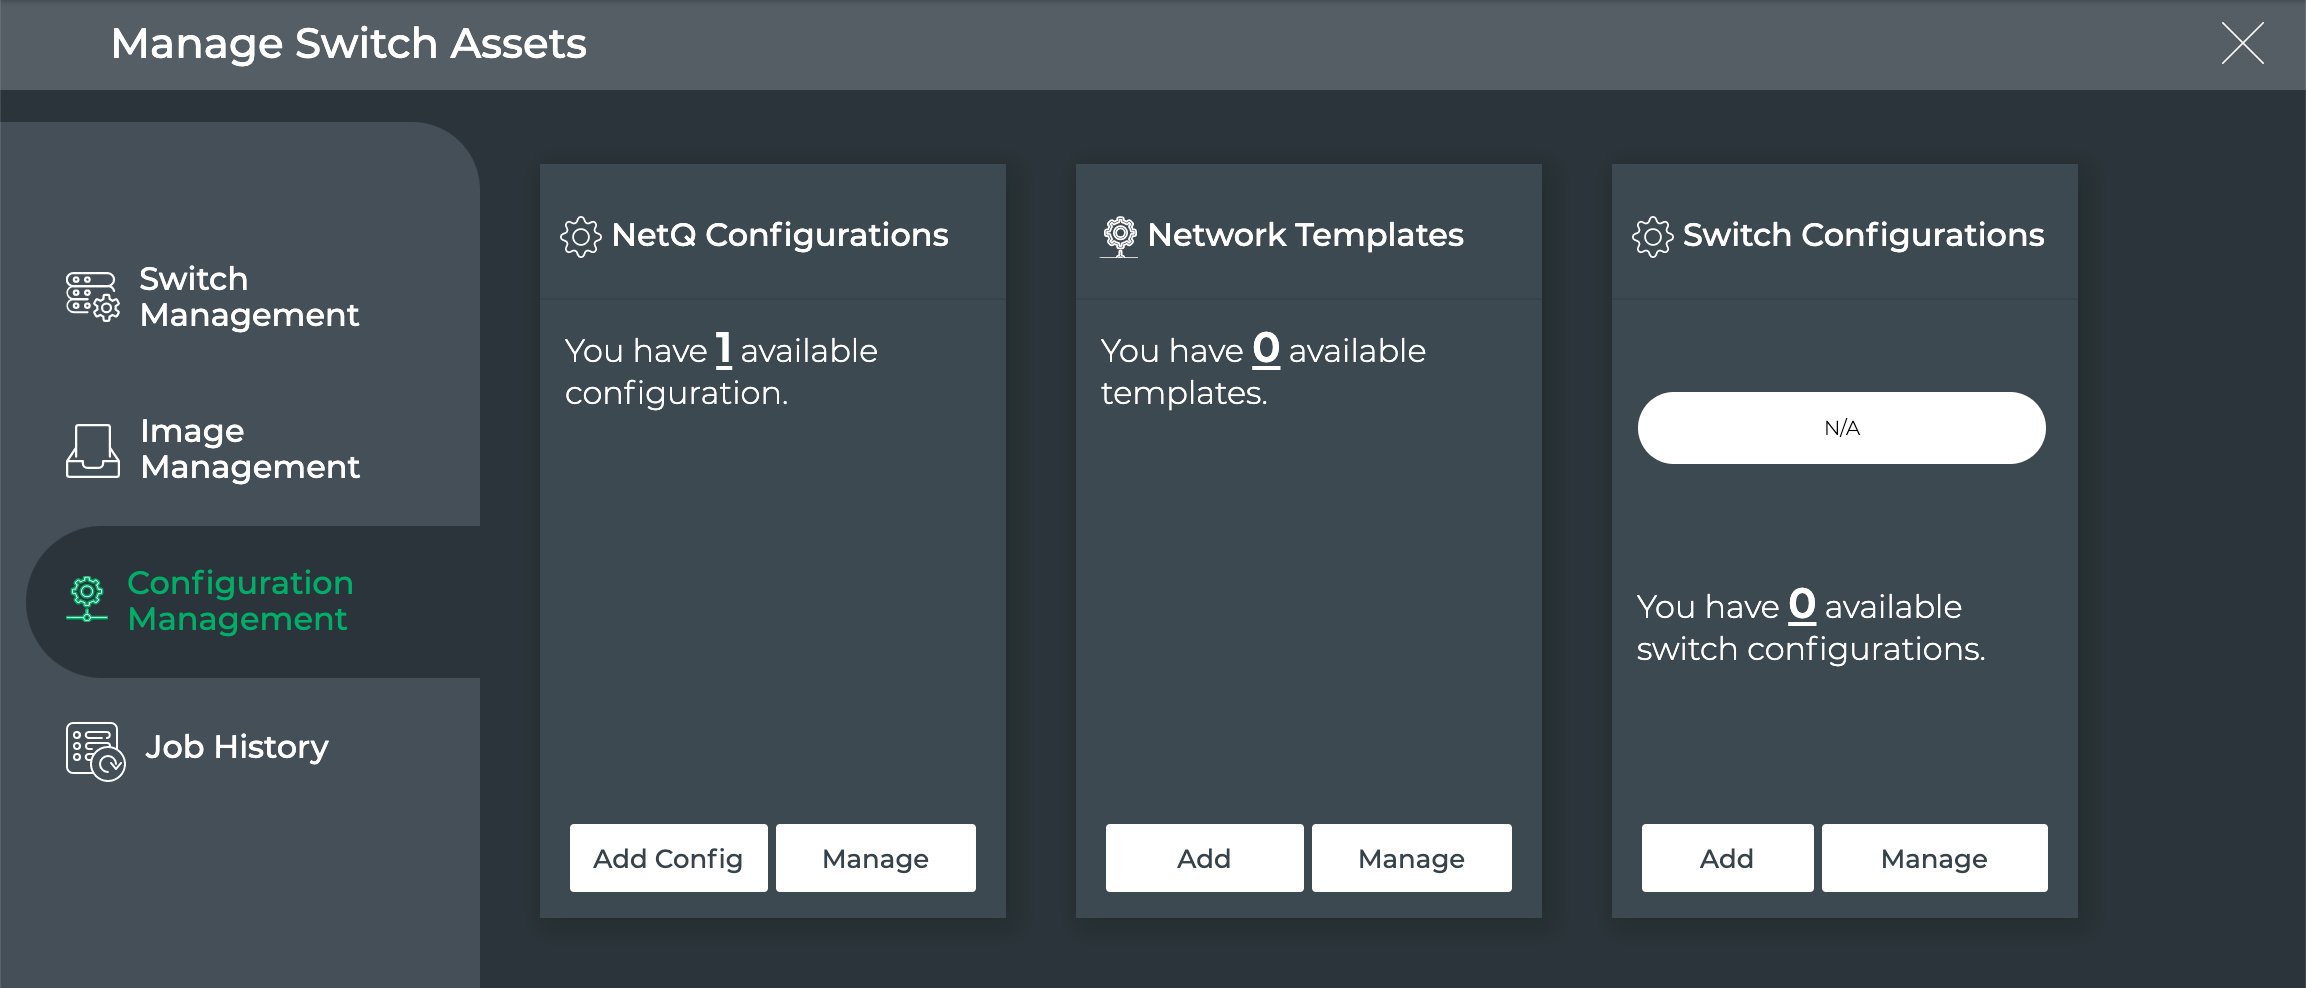 Manage Switch Assets
Switch
Management
Image
Management
Configuration
Management
Job History
NetQ Configurations
You have 1 available
configuration.
Add Config
Manage
Network Templates
You have 0 available
templates.
Add
Manage
Switch Configurations
N/A
You have 0 available
switch configurations.
Add
Manage